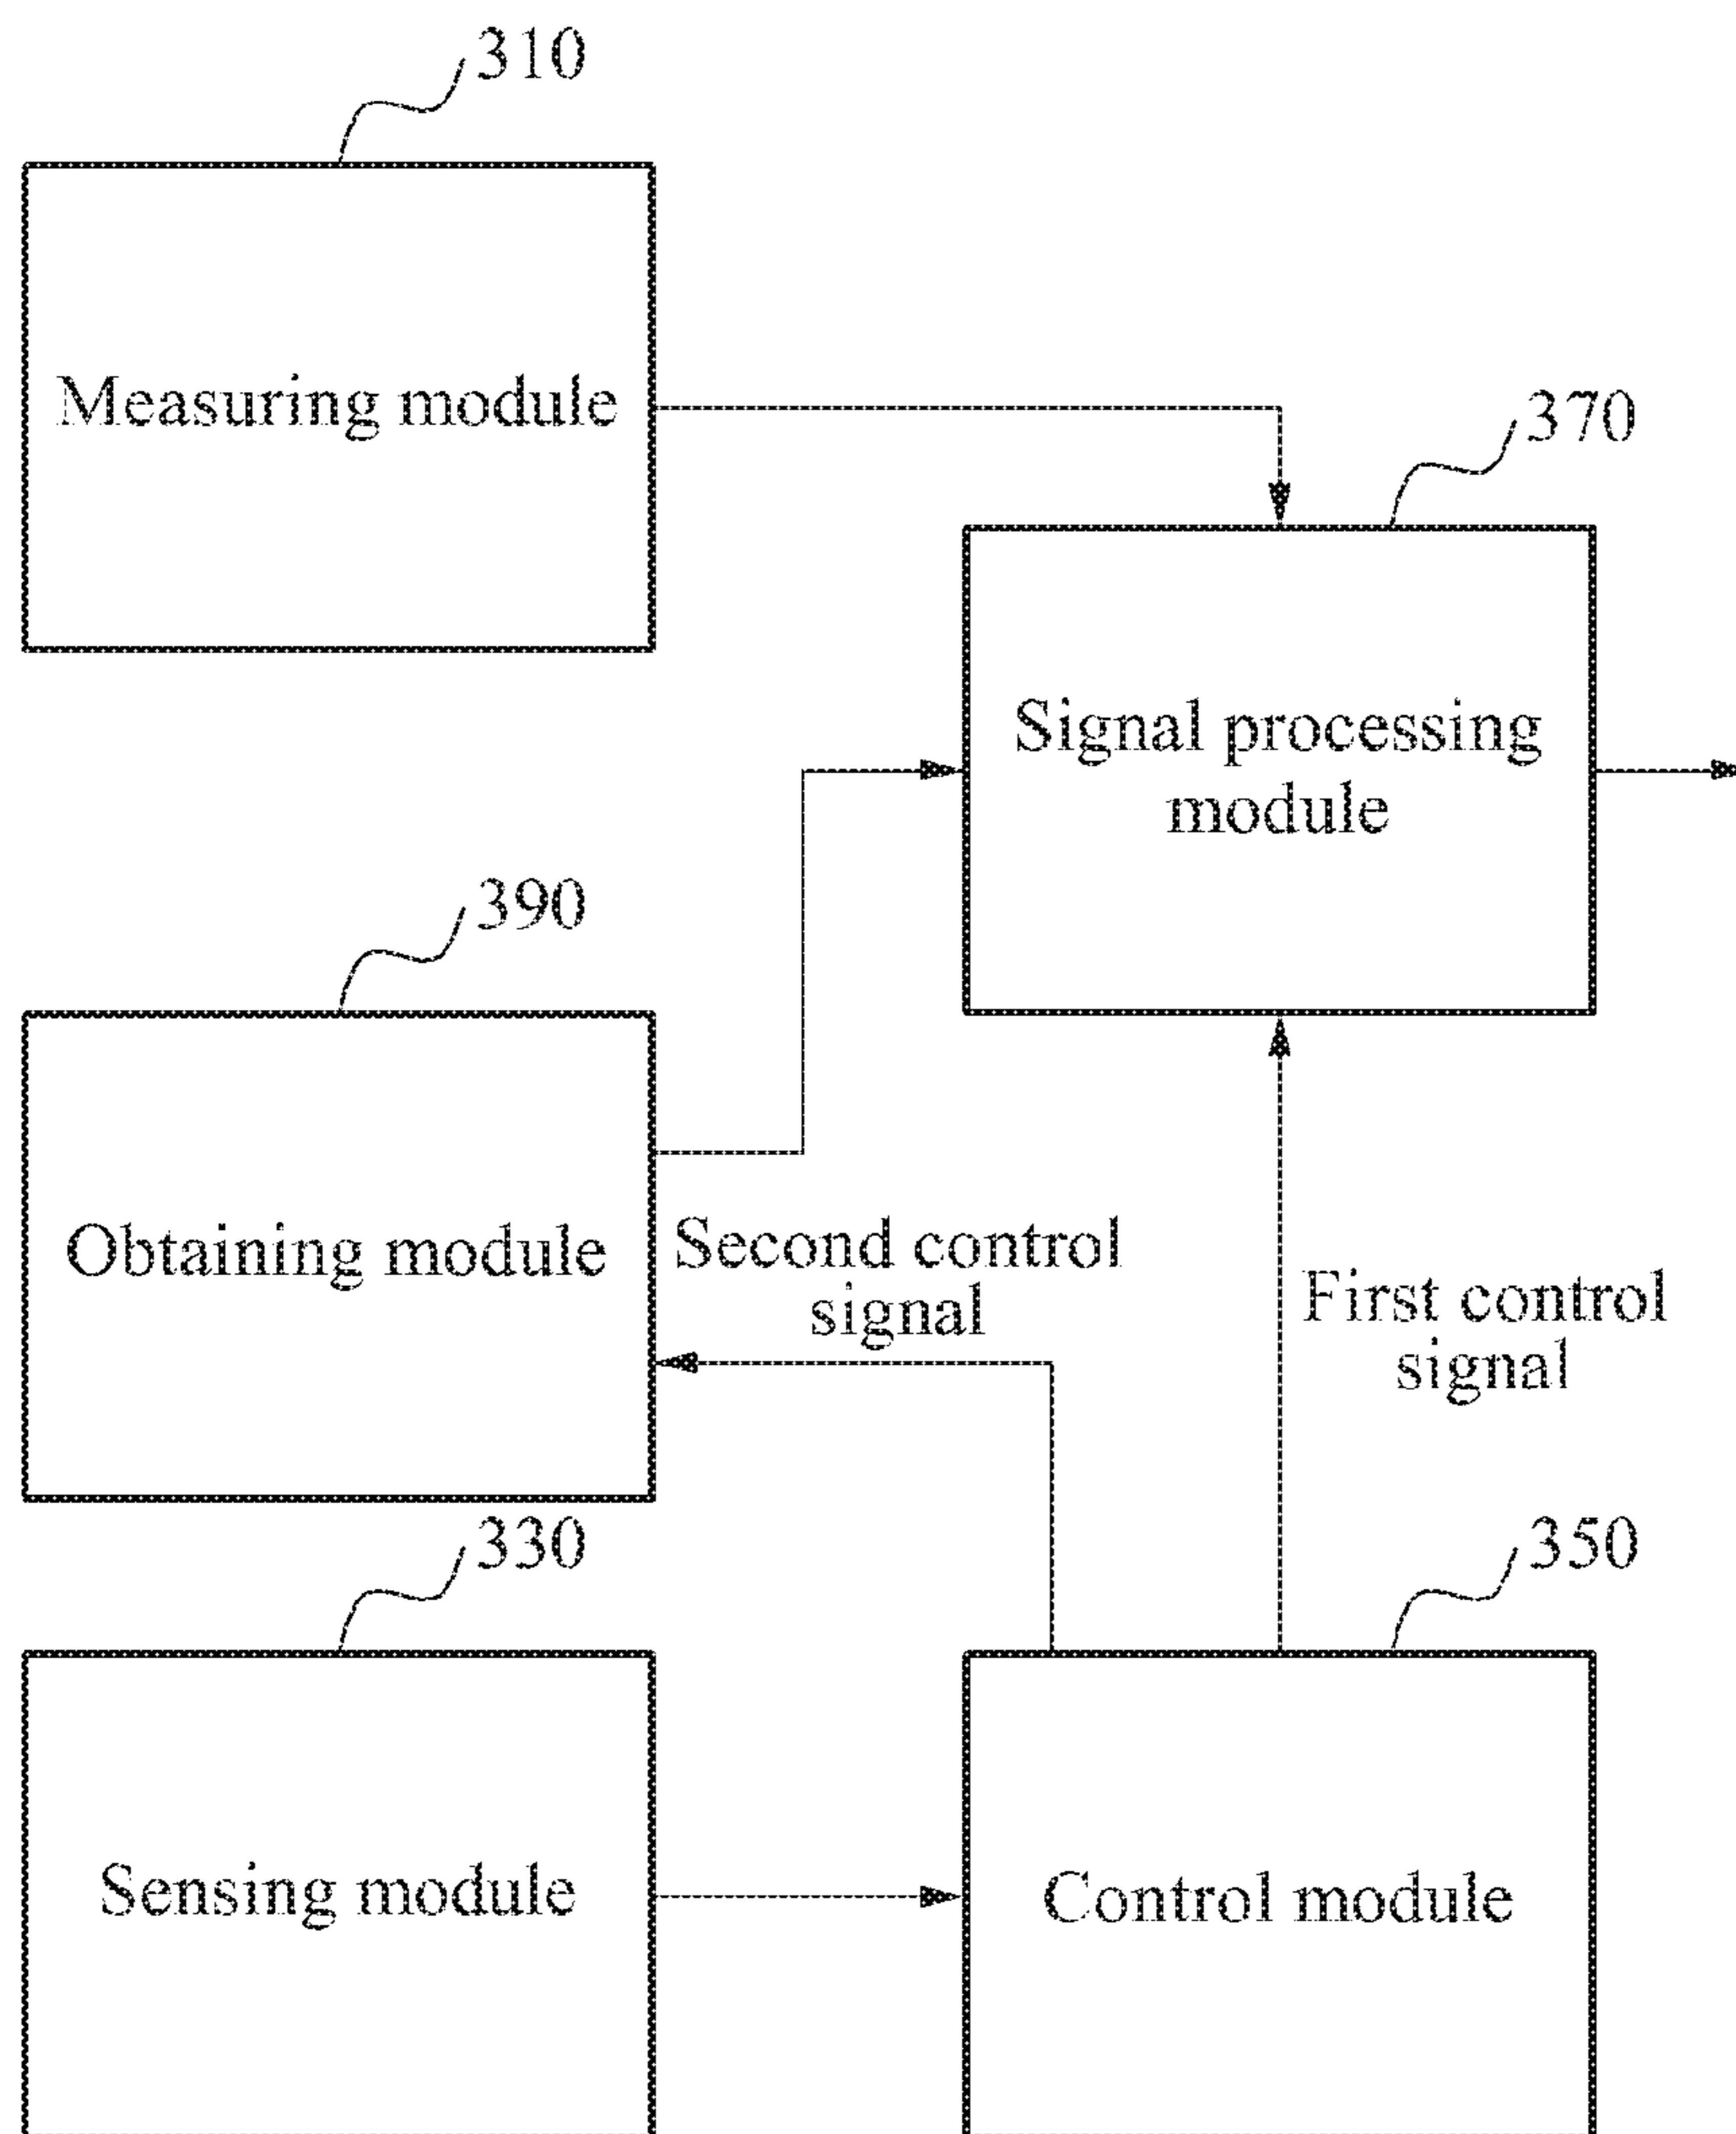 310
Measuring module
370
Signal processing
module
390
Obtaining module
Second control
signal
First control
signal
330
350
Sensing module
Control module